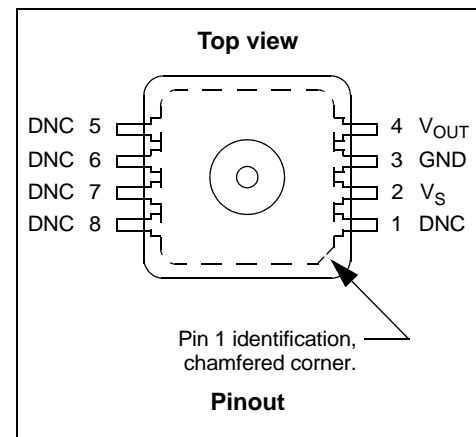 Top view
DNC 5
4 VOUT
DNC 6
3 GND
DNC 7
2 VS
DNC 8
1 DNC
Pin 1 identification,
chamfered corner.
Pinout